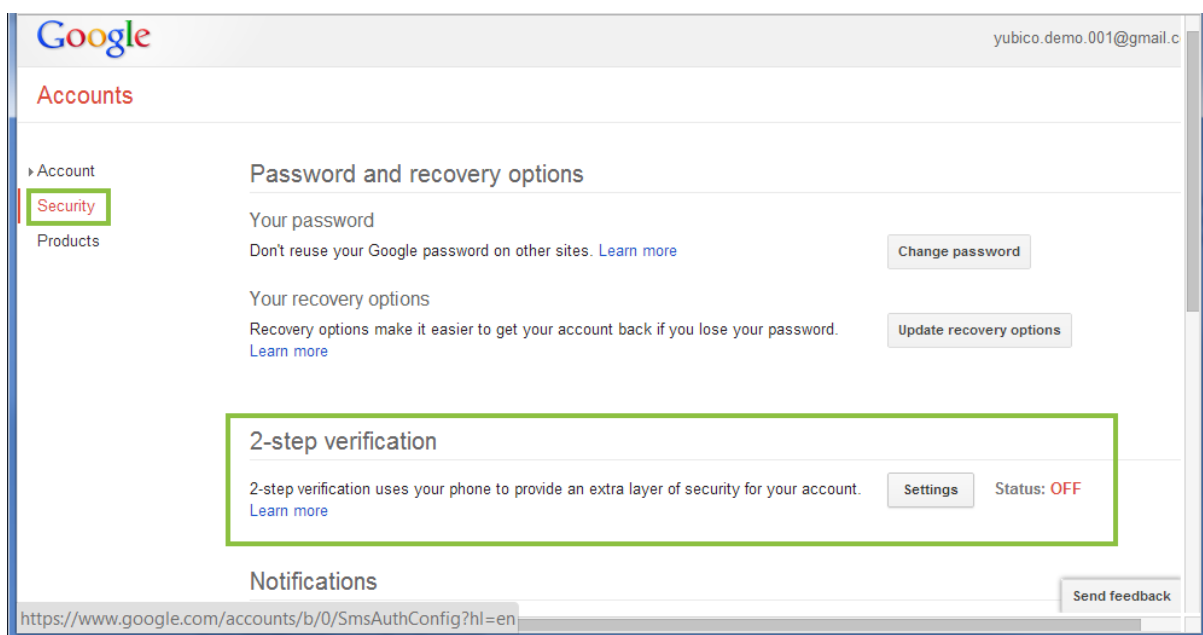 Google
yubico.demo.001@gmail.c
Accounts
Account
Security
Products
Password and recovery options
Your password
Don't reuse your Google password on other sites. Learn more
Change password
Your recovery options
Recovery options make it easier to get your account back if you lose your password.
Learn more
Update recovery options
2-step verification
2-step verification uses your phone to provide an extra layer of security for your account.
Learn more
Settings
Status: OFF
Notifications
Send feedback
https://www.google.com/accounts/b/0/SmsAuthConfig?hl=en